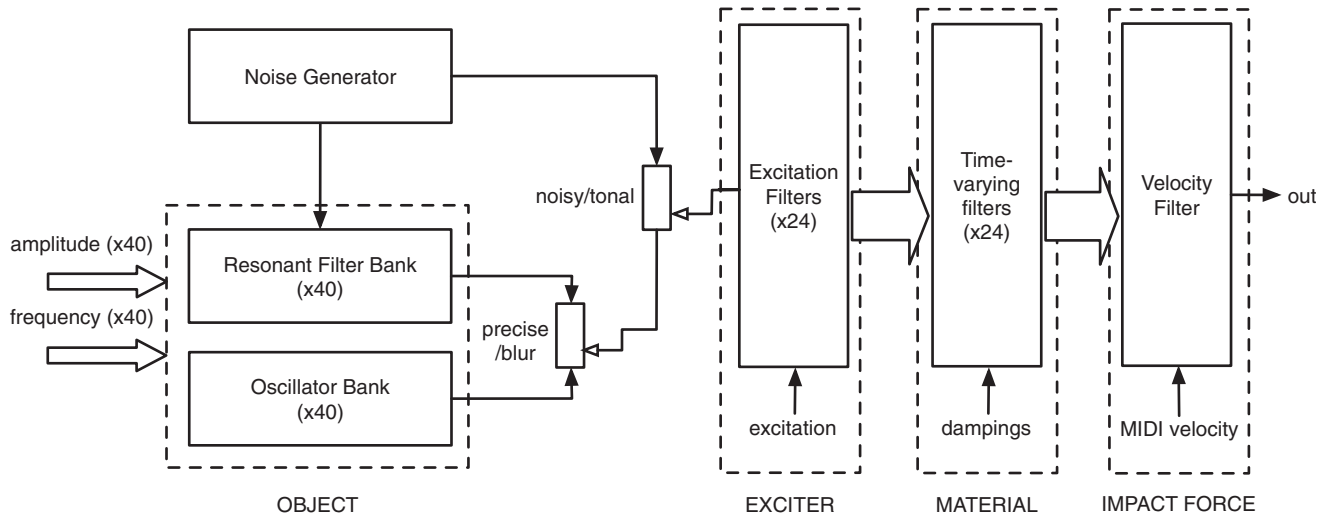 Noise Generator
amplitude (x40)
frequency (x40)
Resonant Filter Bank
(x40)
Oscillator Bank
(x40)
OBJECT
noisy/tonal
precise
/blur
Excitation
Filters
(x24)
excitation
EXCITER
Time-
varying
filters
(x24)
dampings
MATERIAL
Velocity
Filter
MIDI velocity
IMPACT FORCE
out